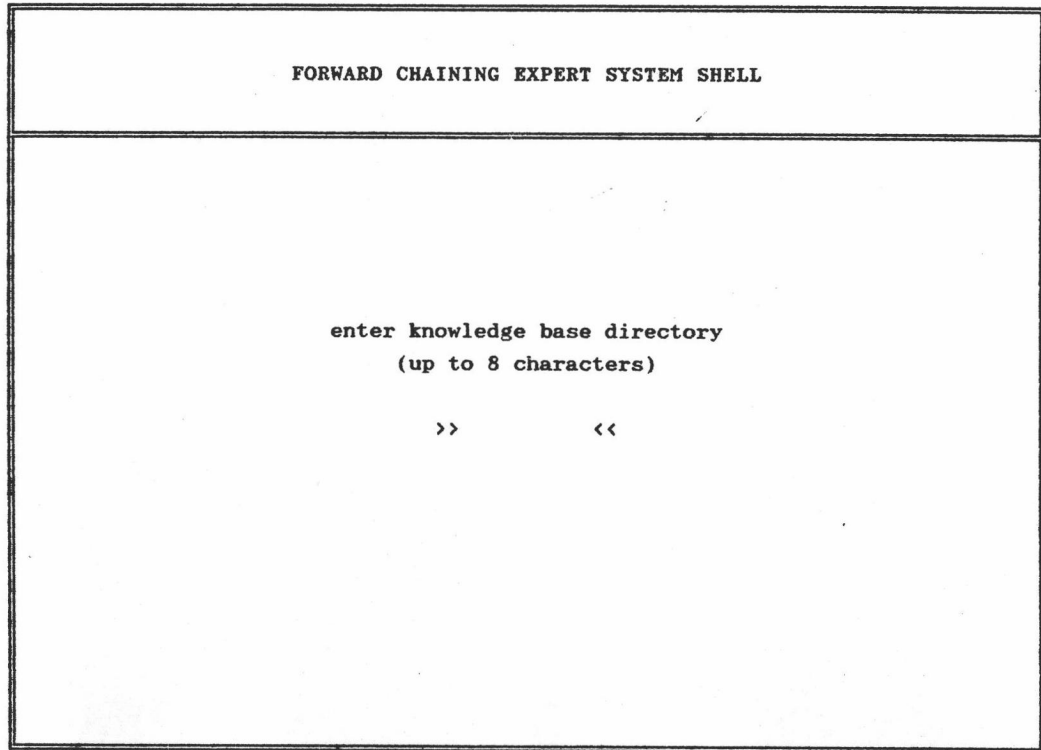 FORWARD CHAINING EXPERT SYSTEM SHELL
enter knowledge base directory
(up to 8 characters)
>> <<